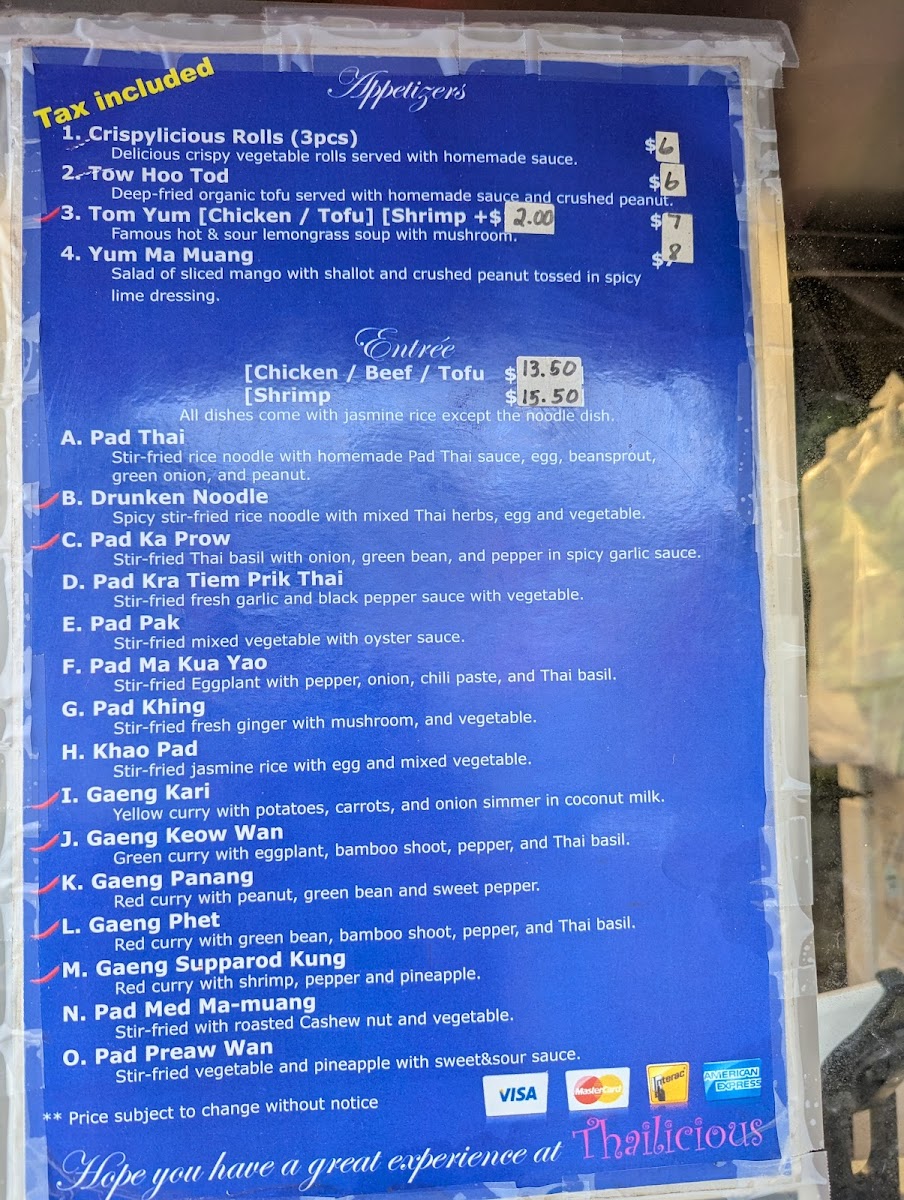 Tax included
Appetizers
1. Crispylicious Rolls (3pcs) $6
Delicious crispy vegetable rolls served with homemade sauce.
2. Tow Hoo Tod $6
Deep-fried organic tofu served with homemade sauce and crushed peanut.
3. Tom Yum [Chicken / Tofu] [Shrimp +$ 2.00 $7
Famous hot & sour lemongrass soup with mushroom.
4. Yum Ma Muang $8
Salad of sliced mango with shallot and crushed peanut tossed in spicy
lime dressing.
Entrée
[Chicken / Beef / Tofu $ 13.50
[Shrimp $ 15.50
All dishes come with jasmine rice except the noodle dish.
A. Pad Thai
Stir-fried rice noodle with homemade Pad Thai sauce, egg, beansprout,
green onion, and peanut.
B. Drunken Noodle
Spicy stir-fried rice noodle with mixed Thai herbs, egg and vegetable.
C. Pad Ka Prow
Stir-fried Thai basil with onion, green bean, and pepper in spicy garlic sauce.
D. Pad Kra Tiem Prik Thai
Stir-fried fresh garlic and black pepper sauce with vegetable.
E. Pad Pak
Stir-fried mixed vegetable with oyster sauce.
F. Pad Ma Kua Yao
Stir-fried Eggplant with pepper, onion, chili paste, and Thai basil.
G. Pad Khing
Stir-fried fresh ginger with mushroom, and vegetable.
H. Khao Pad
Stir-fried jasmine rice with egg and mixed vegetable.
I. Gaeng Kari
Yellow curry with potatoes, carrots, and onion simmer in coconut milk.
J. Gaeng Keow Wan
Green curry with eggplant, bamboo shoot, pepper, and Thai basil.
K. Gaeng Panang
Red curry with peanut, green bean and sweet pepper.
L. Gaeng Phet
Red curry with green bean, bamboo shoot, pepper, and Thai basil.
M. Gaeng Supparod Kung
Red curry with shrimp, pepper and pineapple.
N. Pad Med Ma-muang
Stir-fried with roasted Cashew nut and vegetable.
O. Pad Preaw Wan
Stir-fried vegetable and pineapple with sweet&sour sauce.
VISA MasterCard Interac AMERICAN EXPRESS
** Price subject to change without notice
Hope you have a great experience at Thailicious